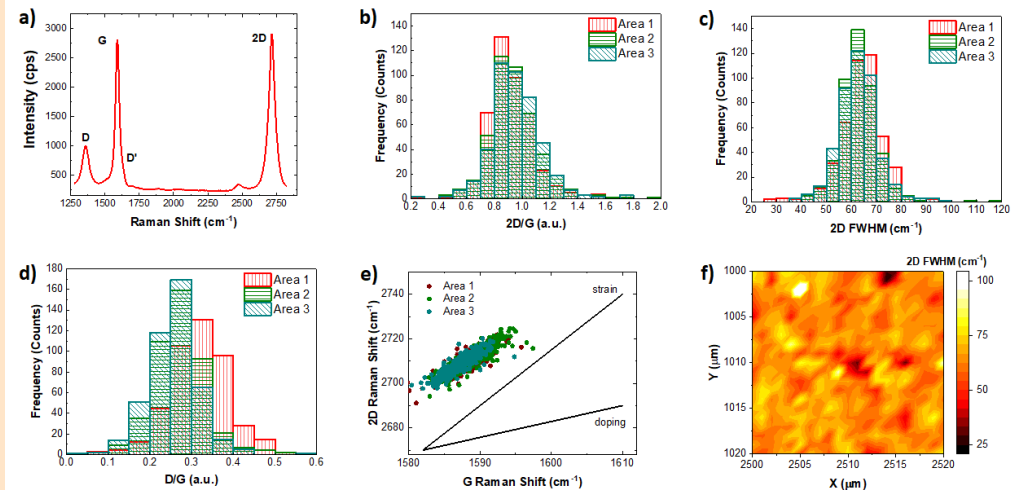 a)
Intensity (cps)
3000
2500
2000
1500
1000
500
D
G
D'
2D
1250 1500 1750 2000 2250 2500 2750
Raman Shift (cm⁻¹)
b)
Frequency (Counts)
140
120
100
80
60
40
20
0
Area 1
Area 2
Area 3
0.2 0.4 0.6 0.8 1.0 1.2 1.4 1.6 1.8 2.0
2D/G (a.u.)
c)
Frequency (Counts)
140
120
100
80
60
40
20
0
Area 1
Area 2
Area 3
20 30 40 50 60 70 80 90 100 110 120
2D FWHM (cm⁻¹)
d)
Frequency (Counts)
180
160
140
120
100
80
60
40
20
0
Area 1
Area 2
Area 3
0.0 0.1 0.2 0.3 0.4 0.5 0.6
D/G (a.u.)
e)
2D Raman Shift (cm⁻¹)
2740
2720
2700
2680
Area 1
Area 2
Area 3
strain
doping
1580 1590 1600 1610
G Raman Shift (cm⁻¹)
f)
2D FWHM (cm⁻¹)
Y (μm)
1000
1005
1010
1015
1020
100
75
50
25
2500 2505 2510 2515 2520
X (μm)